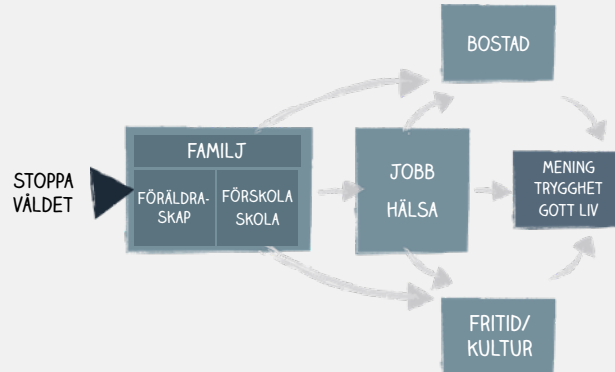 BOSTAD
STOPPA
VÅLDET
FAMILJ
FÖRÄLDRA-
SKAP
FÖRSKOLA
SKOLA
JOBB
HÄLSA
MENING
TRYGGHET
GOTT LIV
FRITID/
KULTUR